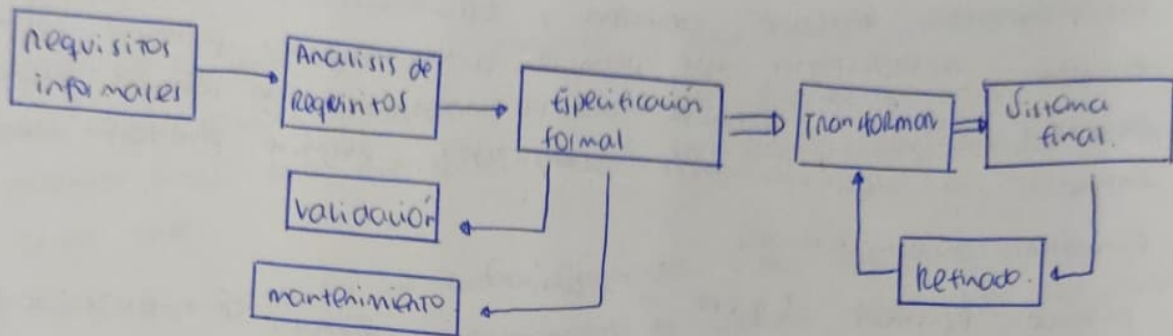 Requisitos
informales
Analisis de
Requisitos
Especificación
formal
Transformar
Sistema
final.
Validación
mantenimiento
Refinado.